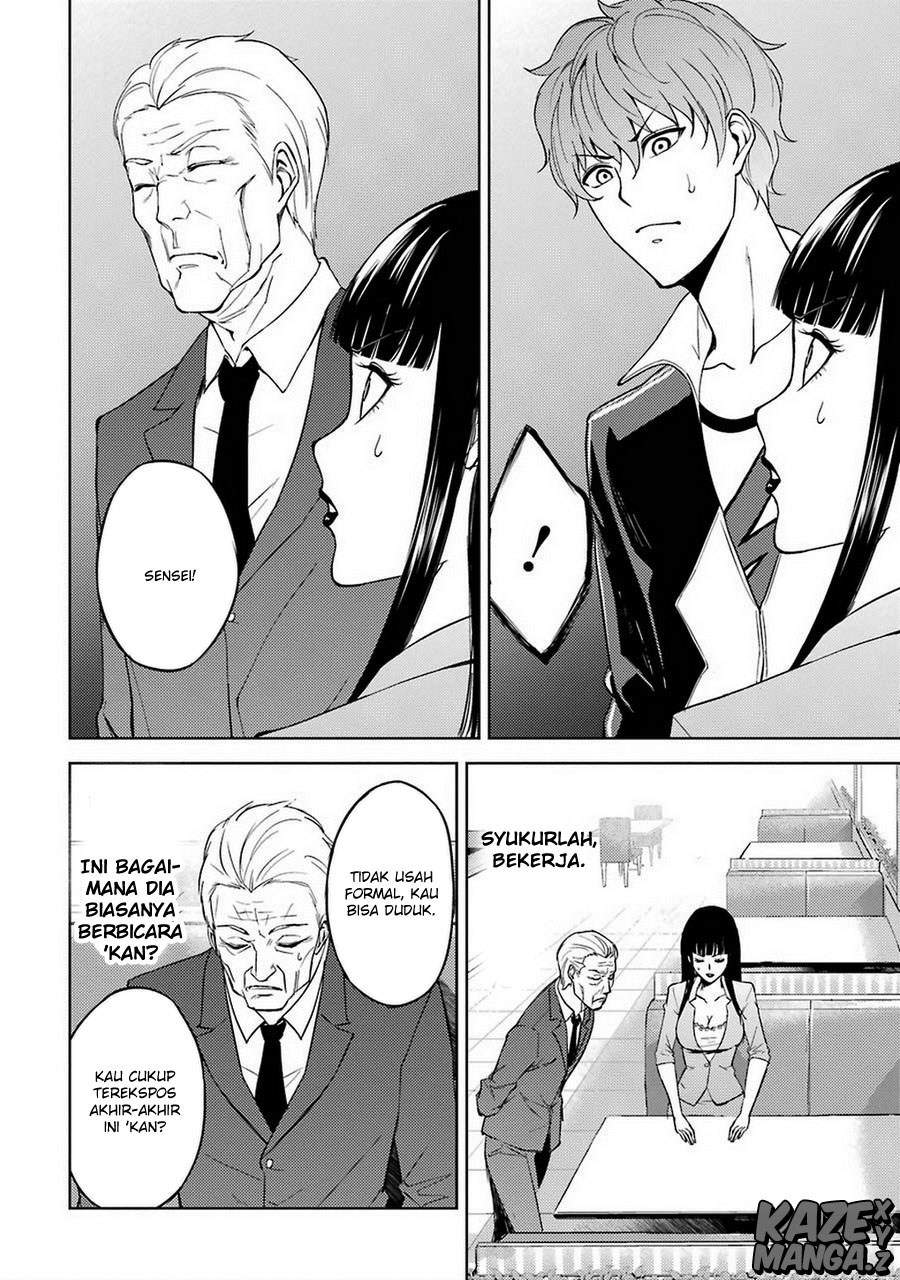 !
SENSEI!
SYUKURLAH,
BEKERJA.
TIDAK USAH
FORMAL, KAU
BISA DUDUK.
INI BAGAI-
MANA DIA
BIASANYA
BERBICARA
'KAN?
KAU CUKUP
TEREKSPOS
AKHIR-AKHIR
INI 'KAN?
KAZE
MANGA.XYZ